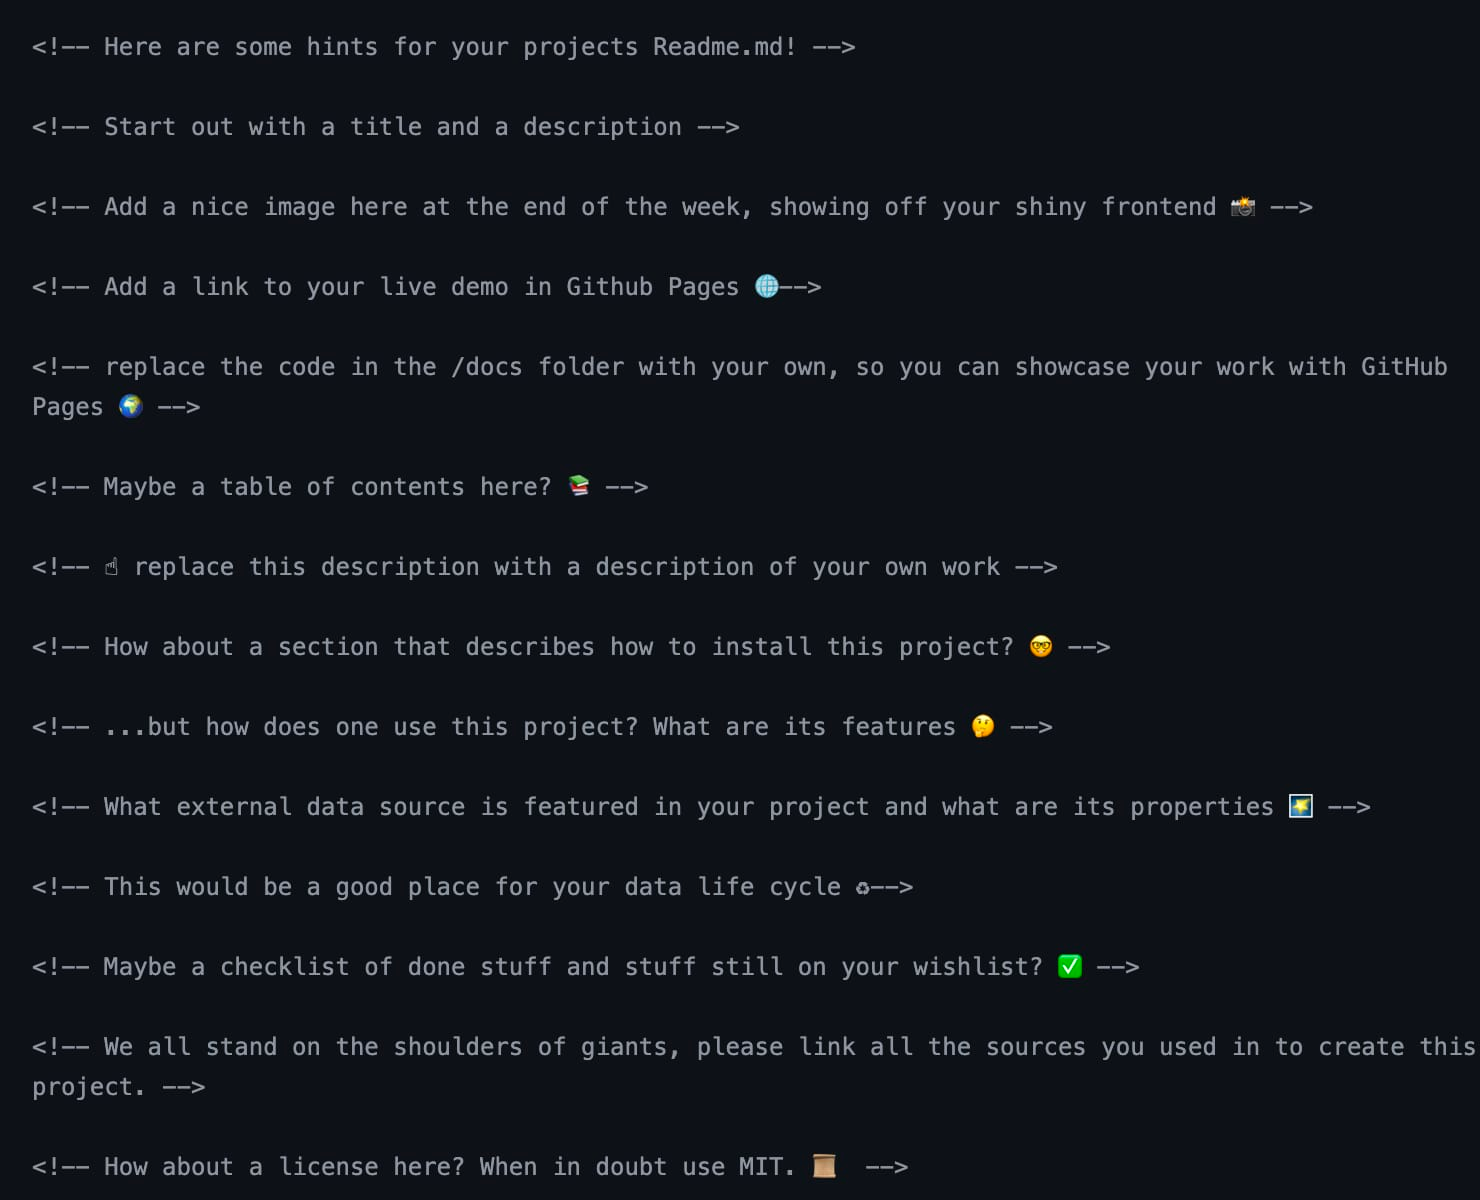 <!-- Here are some hints for your projects Readme.md! -->
<!-- Start out with a title and a description -->
<!-- Add a nice image here at the end of the week, showing off your shiny frontend 📸 -->
<!-- Add a link to your live demo in Github Pages 🌐-->
<!-- replace the code in the /docs folder with your own, so you can showcase your work with GitHub
Pages 🌍 -->
<!-- Maybe a table of contents here? 📚 -->
<!-- ☝️ replace this description with a description of your own work -->
<!-- How about a section that describes how to install this project? 🤓 -->
<!-- ...but how does one use this project? What are its features 🤔 -->
<!-- What external data source is featured in your project and what are its properties 🌠 -->
<!-- This would be a good place for your data life cycle ♻️-->
<!-- Maybe a checklist of done stuff and stuff still on your wishlist? ✅ -->
<!-- We all stand on the shoulders of giants, please link all the sources you used in to create this
project. -->
<!-- How about a license here? When in doubt use MIT. 📜  -->